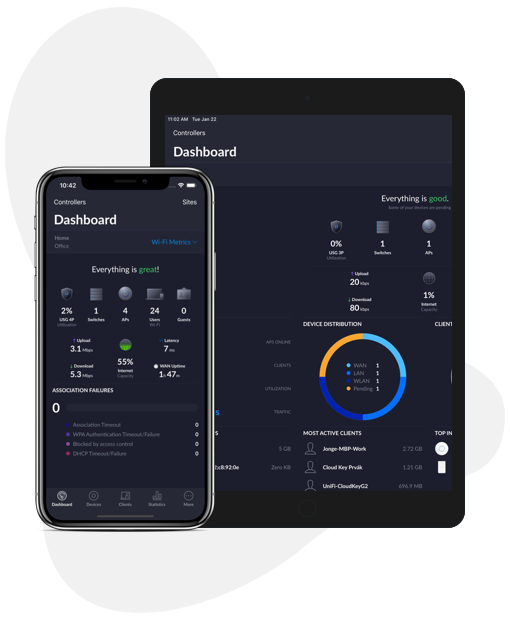 11:02 AM Tue Jan 22
Controllers
Dashboard
Everything is good.
Some of your devices are pending
0%
USG 3P
Utilization
1
Switches
1
APs
↑ Upload
20 Mbps
↓ Download
80 Mbps
1%
Internet
Capacity
DEVICE DISTRIBUTION
CLIENT
APS ONLINE
CLIENTS
UTILIZATION
TRAFFIC
WAN 1
LAN 1
WLAN 1
Pending 1
MOST ACTIVE CLIENTS
TOP IN
5 GB
Jonge-MBP-Work 2.72 GB
2:c8:92:0e Zero KB
Cloud Key Prvák 1.21 GB
UniFi-CloudKeyG2 696.9 MB
10:42
Controllers
Sites
Dashboard
Home
Office
Wi-Fi Metrics
Everything is great!
2%
USG 4P
Utilization
1
Switches
4
APs
24
Users
Wi-Fi
0
Guests
↑ Upload
3.1 Mbps
↓ Download
5.3 Mbps
55%
Internet
Capacity
Latency
7 ms
WAN Uptime
1d 47m
ASSOCIATION FAILURES
0
Association Timeout 0
WPA Authentication Timeout/Failure 0
Blocked by access control 0
DHCP Timeout/Failure 0
Dashboard
Devices
Clients
Statistics
More